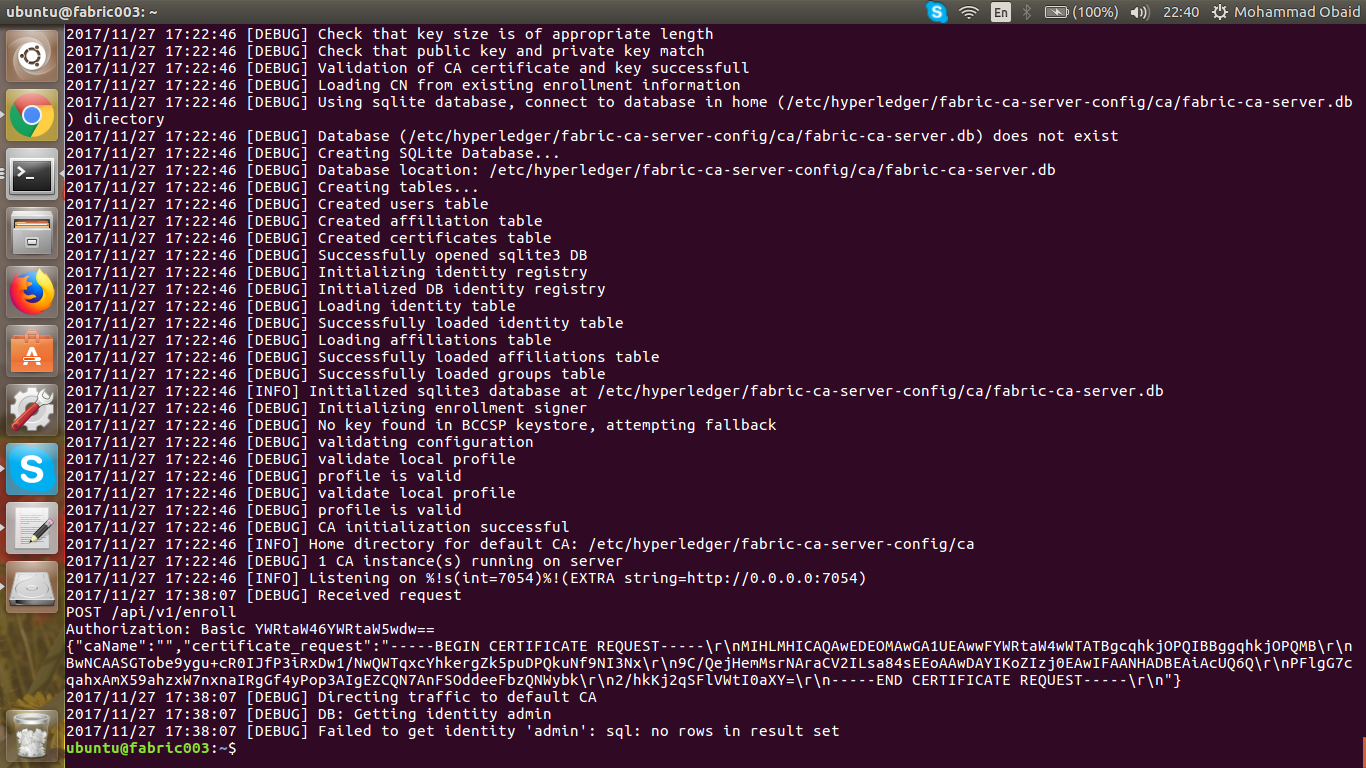 ubuntu@fabric003: ~
En
(100%)
22:40
Mohammad Obaid
2017/11/27 17:22:46 [DEBUG] Check that key size is of appropriate length
2017/11/27 17:22:46 [DEBUG] Check that public key and private key match
2017/11/27 17:22:46 [DEBUG] Validation of CA certificate and key successfull
2017/11/27 17:22:46 [DEBUG] Loading CN from existing enrollment information
2017/11/27 17:22:46 [DEBUG] Using sqlite database, connect to database in home (/etc/hyperledger/fabric-ca-server-config/ca/fabric-ca-server.db
) directory
2017/11/27 17:22:46 [DEBUG] Database (/etc/hyperledger/fabric-ca-server-config/ca/fabric-ca-server.db) does not exist
2017/11/27 17:22:46 [DEBUG] Creating SQLite Database...
2017/11/27 17:22:46 [DEBUG] Database location: /etc/hyperledger/fabric-ca-server-config/ca/fabric-ca-server.db
2017/11/27 17:22:46 [DEBUG] Creating tables...
2017/11/27 17:22:46 [DEBUG] Created users table
2017/11/27 17:22:46 [DEBUG] Created affiliation table
2017/11/27 17:22:46 [DEBUG] Created certificates table
2017/11/27 17:22:46 [DEBUG] Successfully opened sqlite3 DB
2017/11/27 17:22:46 [DEBUG] Initializing identity registry
2017/11/27 17:22:46 [DEBUG] Initialized DB identity registry
2017/11/27 17:22:46 [DEBUG] Loading identity table
2017/11/27 17:22:46 [DEBUG] Successfully loaded identity table
2017/11/27 17:22:46 [DEBUG] Loading affiliations table
2017/11/27 17:22:46 [DEBUG] Successfully loaded affiliations table
2017/11/27 17:22:46 [DEBUG] Successfully loaded groups table
2017/11/27 17:22:46 [INFO] Initialized sqlite3 database at /etc/hyperledger/fabric-ca-server-config/ca/fabric-ca-server.db
2017/11/27 17:22:46 [DEBUG] Initializing enrollment signer
2017/11/27 17:22:46 [DEBUG] No key found in BCCSP keystore, attempting fallback
2017/11/27 17:22:46 [DEBUG] validating configuration
2017/11/27 17:22:46 [DEBUG] validate local profile
2017/11/27 17:22:46 [DEBUG] profile is valid
2017/11/27 17:22:46 [DEBUG] validate local profile
2017/11/27 17:22:46 [DEBUG] profile is valid
2017/11/27 17:22:46 [DEBUG] CA initialization successful
2017/11/27 17:22:46 [INFO] Home directory for default CA: /etc/hyperledger/fabric-ca-server-config/ca
2017/11/27 17:22:46 [DEBUG] 1 CA instance(s) running on server
2017/11/27 17:22:46 [INFO] Listening on %!s(int=7054)%!(EXTRA string=http://0.0.0.0:7054)
2017/11/27 17:38:07 [DEBUG] Received request
POST /api/v1/enroll
Authorization: Basic YWRtaW46YWRtaW5wdw==
{"caName":"","certificate_request":"-----BEGIN CERTIFICATE REQUEST-----\r\nMIHLMHICAQAwEDEOMAwGA1UEAwwFYWRtaW4wWTATBgcqhkjOPQIBBggqhkjOPQMB\r\n
BwNCAASGTobe9ygu+cR0IJfP3iRxDw1/NwQWTqxcYhkergZk5puDPQkuNf9NI3Nx\r\n9C/QejHemMsrNAraCV2ILsa84sEEoAAwDAYIKoZIzj0EAwIFAANHADBEAiAcUQ6Q\r\nPFlgG7c
qahxAmX59ahzxW7nxnaIRgGf4yPop3AIgEZCQN7AnFSOddeeFbzQNWybk\r\n2/hkKj2qSFlVWtI0aXY=\r\n-----END CERTIFICATE REQUEST-----\r\n"}
2017/11/27 17:38:07 [DEBUG] Directing traffic to default CA
2017/11/27 17:38:07 [DEBUG] DB: Getting identity admin
2017/11/27 17:38:07 [DEBUG] Failed to get identity 'admin': sql: no rows in result set
ubuntu@fabric003:~$